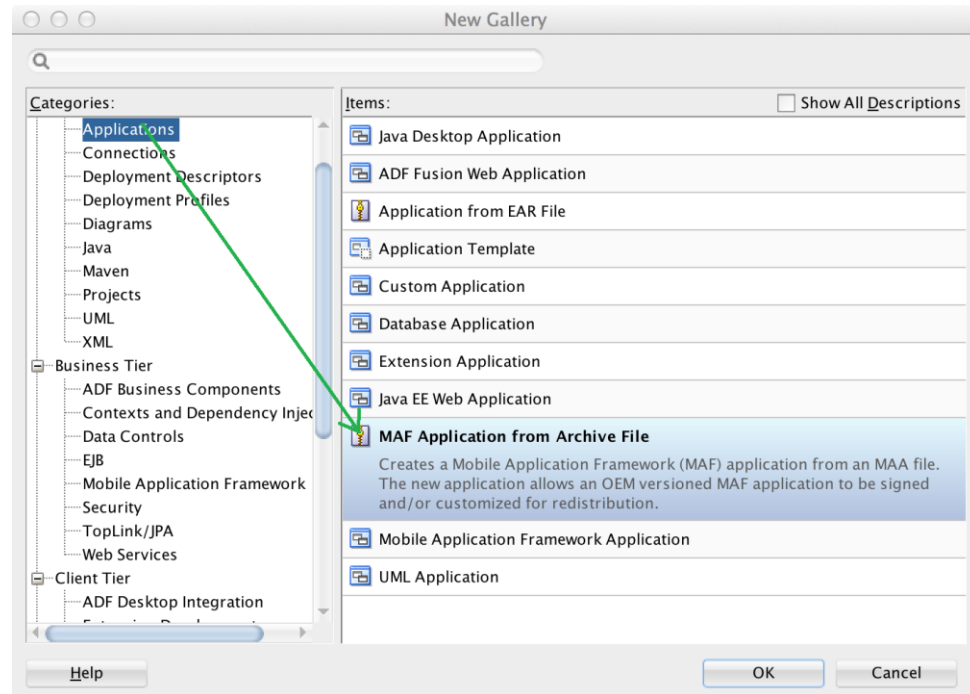 New Gallery
Categories:
Applications
Connections
Deployment Descriptors
Deployment Profiles
Diagrams
Java
Maven
Projects
UML
XML
Business Tier
ADF Business Components
Contexts and Dependency Injec
Data Controls
EJB
Mobile Application Framework
Security
TopLink/JPA
Web Services
Client Tier
ADF Desktop Integration
Items:
Show All Descriptions
Java Desktop Application
ADF Fusion Web Application
Application from EAR File
Application Template
Custom Application
Database Application
Extension Application
Java EE Web Application
MAF Application from Archive File
Creates a Mobile Application Framework (MAF) application from an MAA file.
The new application allows an OEM versioned MAF application to be signed
and/or customized for redistribution.
Mobile Application Framework Application
UML Application
Help
OK
Cancel